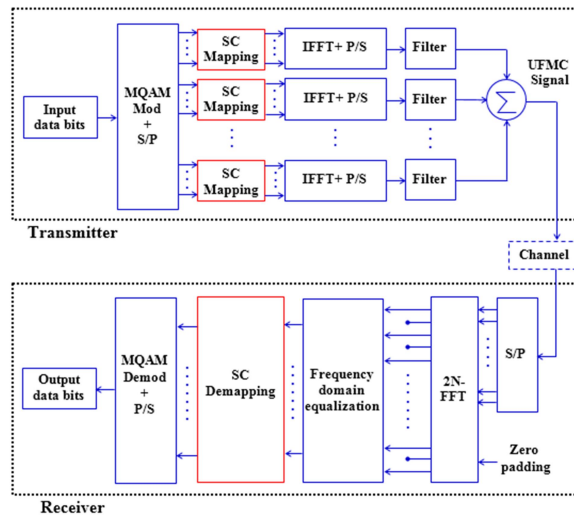 SC
Mapping
IFFT+ P/S
Filter
UFMC
Signal
Input
data bits
MQAM
Mod
+
S/P
SC
Mapping
IFFT+ P/S
Filter
Σ
SC
Mapping
IFFT+ P/S
Filter
Transmitter
Channel
Output
data bits
MQAM
Demod
+
P/S
SC
Demapping
Frequency
domain
equalization
2N-
FFT
S/P
Zero
padding
Receiver